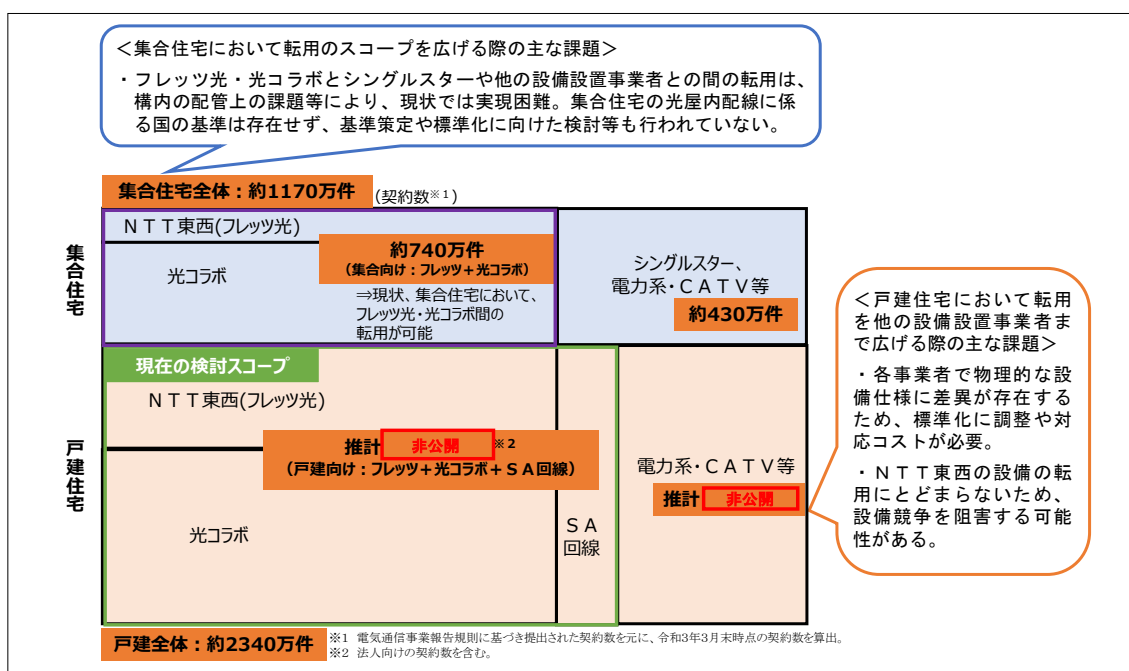 ＜集合住宅において転用のスコープを広げる際の主な課題＞
・フレッツ光・光コラボとシングルスターや他の設備設置事業者との間の転用は、
構内の配管上の課題等により、現状では実現困難。集合住宅の光屋内配線に係
る国の基準は存在せず、基準策定や標準化に向けた検討等も行われていない。
集合住宅全体：約1170万件 (契約数※1)
集合住宅
ＮＴＴ東西(フレッツ光)
光コラボ
約740万件
（集合向け：フレッツ＋光コラボ）
⇒現状、集合住宅において、
フレッツ光・光コラボ間の
転用が可能
シングルスター、
電力系・ＣＡＴＶ等
約430万件
戸建住宅
現在の検討スコープ
ＮＴＴ東西(フレッツ光)
推計 非公開 ※2
（戸建向け：フレッツ＋光コラボ＋ＳＡ回線）
光コラボ
ＳＡ
回線
電力系・ＣＡＴＶ等
推計 非公開
＜戸建住宅において転用
を他の設備設置事業者ま
で広げる際の主な課題＞
・各事業者で物理的な設
備仕様に差異が存在する
ため、標準化に調整や対
応コストが必要。
・ＮＴＴ東西の設備の転
用にとどまらないため、
設備競争を阻害する可能
性がある。
戸建全体：約2340万件
※1 電気通信事業報告規則に基づき提出された契約数を元に、令和3年3月末時点の契約数を算出。
※2 法人向けの契約数を含む。